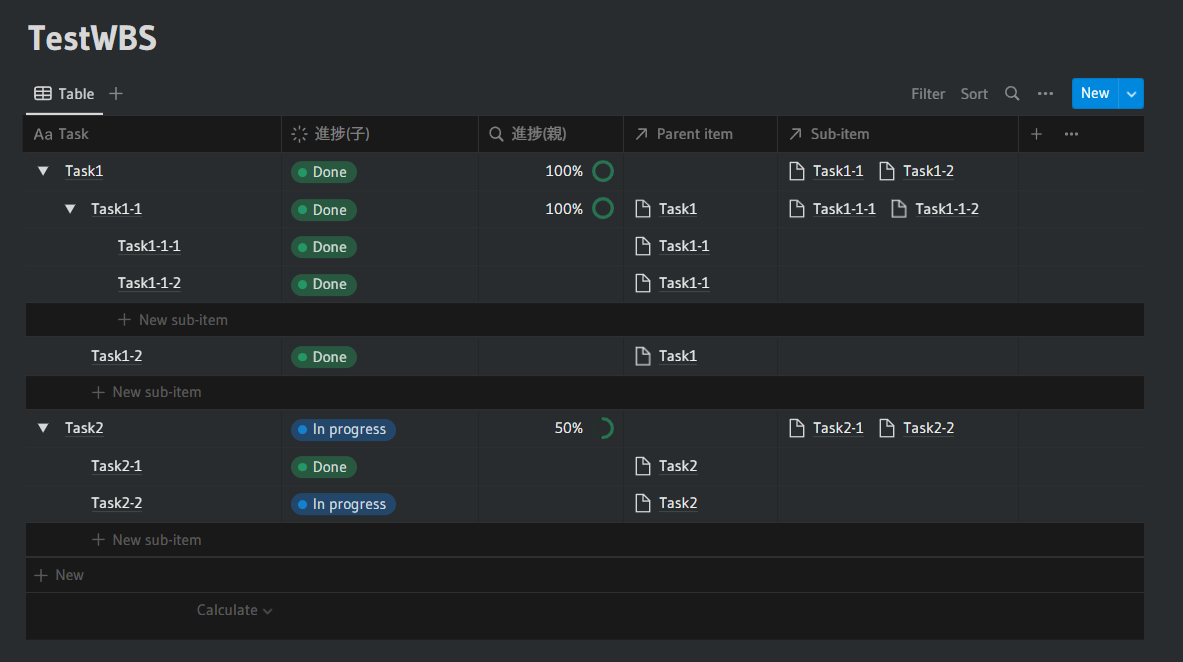 TestWBS
Table
Filter Sort New
Aa Task 進捗(子) 進捗(親) Parent item Sub-item
Task1 Done 100% Task1-1 Task1-2
Task1-1 Done 100% Task1 Task1-1-1 Task1-1-2
Task1-1-1 Done Task1-1
Task1-1-2 Done Task1-1
New sub-item
Task1-2 Done Task1
New sub-item
Task2 In progress 50% Task2-1 Task2-2
Task2-1 Done Task2
Task2-2 In progress Task2
New sub-item
New
Calculate